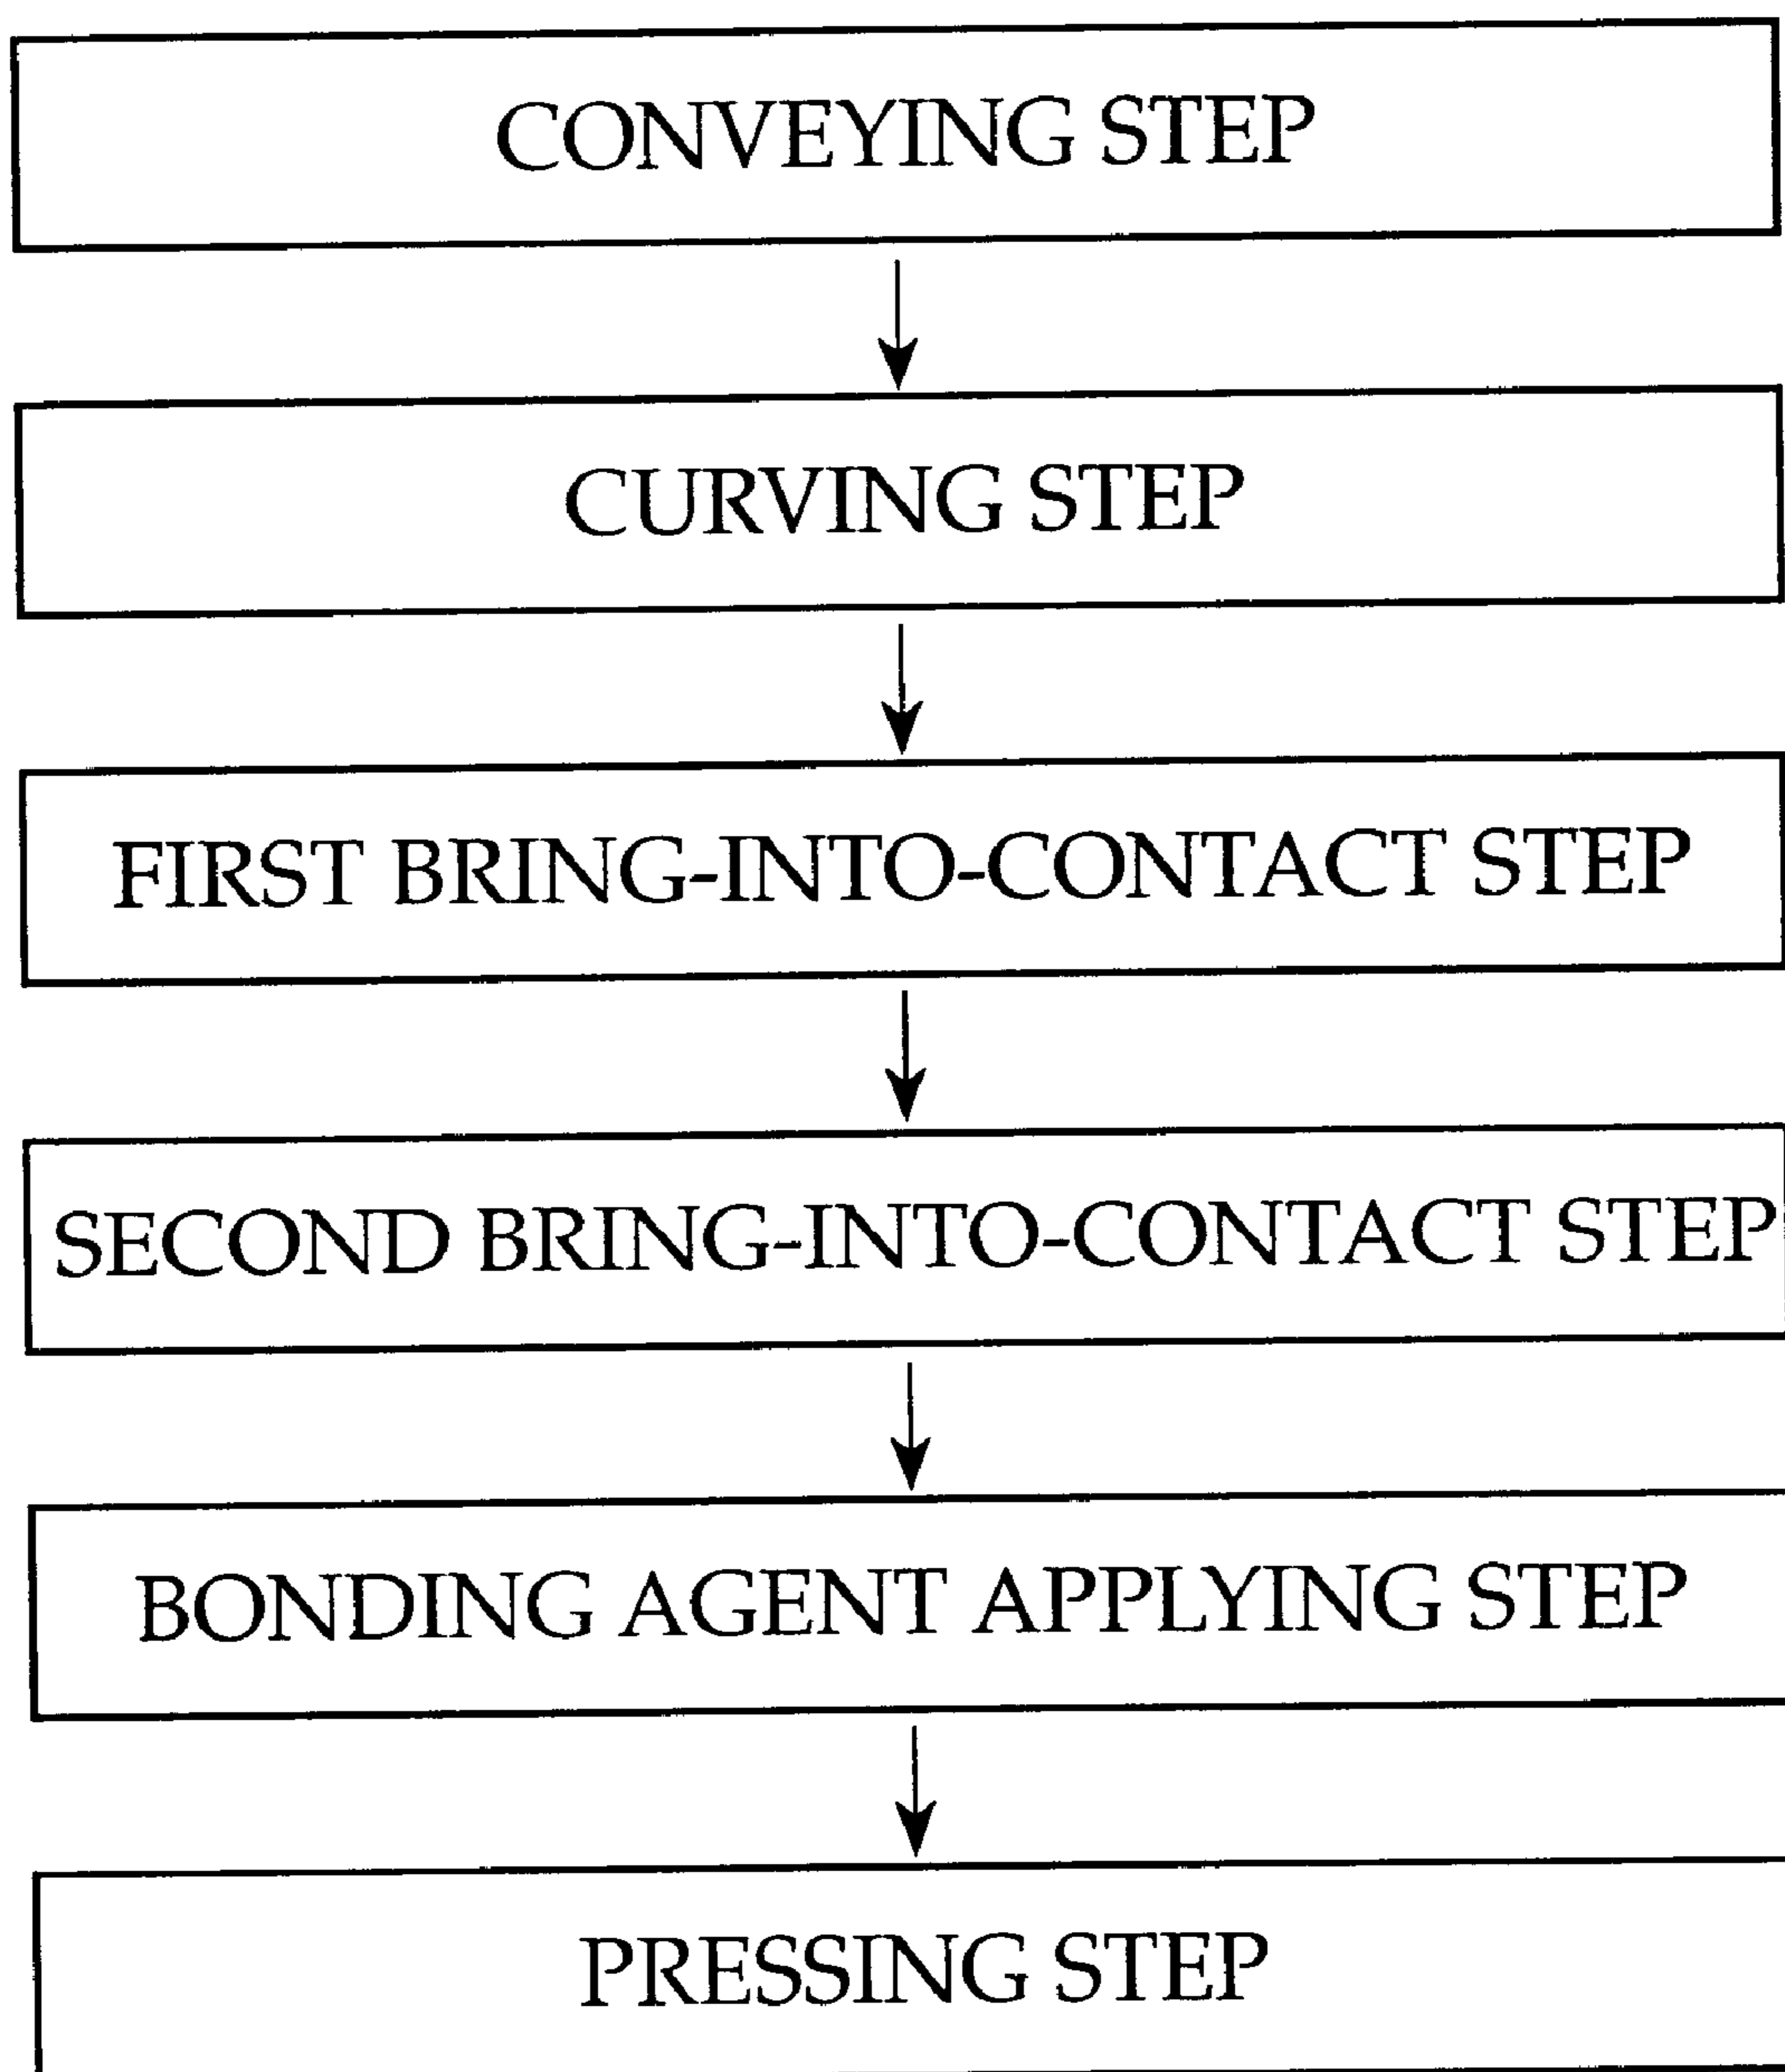 CONVEYING STEP
CURVING STEP
FIRST BRING-INTO-CONTACT STEP
SECOND BRING-INTO-CONTACT STEP
BONDING AGENT APPLYING STEP
PRESSING STEP